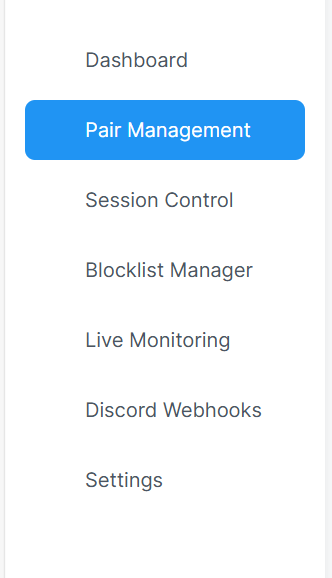 Dashboard
Pair Management
Session Control
Blocklist Manager
Live Monitoring
Discord Webhooks
Settings